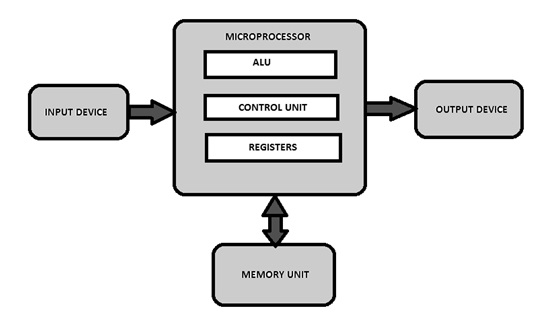 MICROPROCESSOR
ALU
INPUT DEVICE
CONTROL UNIT
OUTPUT DEVICE
REGISTERS
MEMORY UNIT